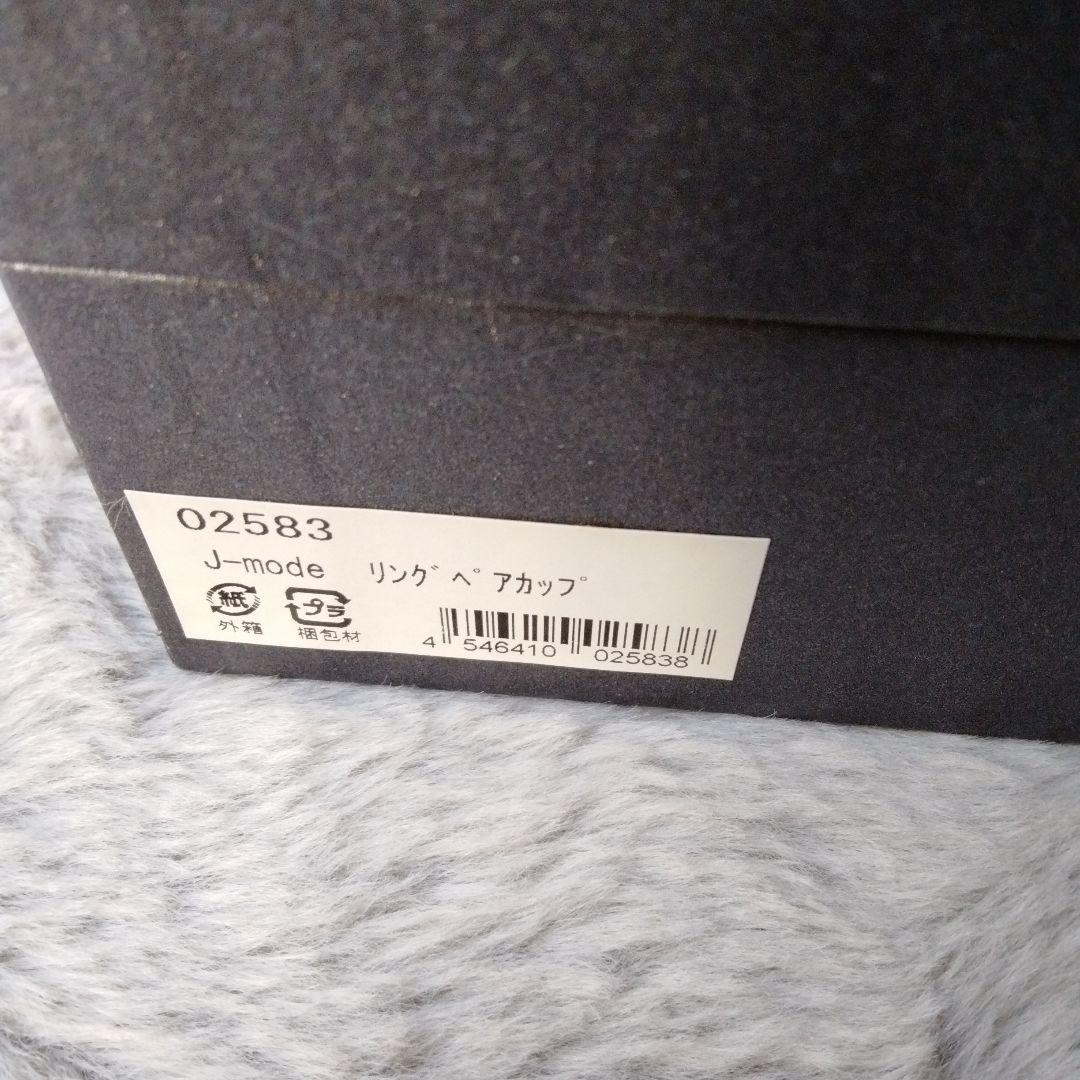 02583
J-mode リングペアカップ
紙 プラ
外箱 梱包材
4 546410 025838